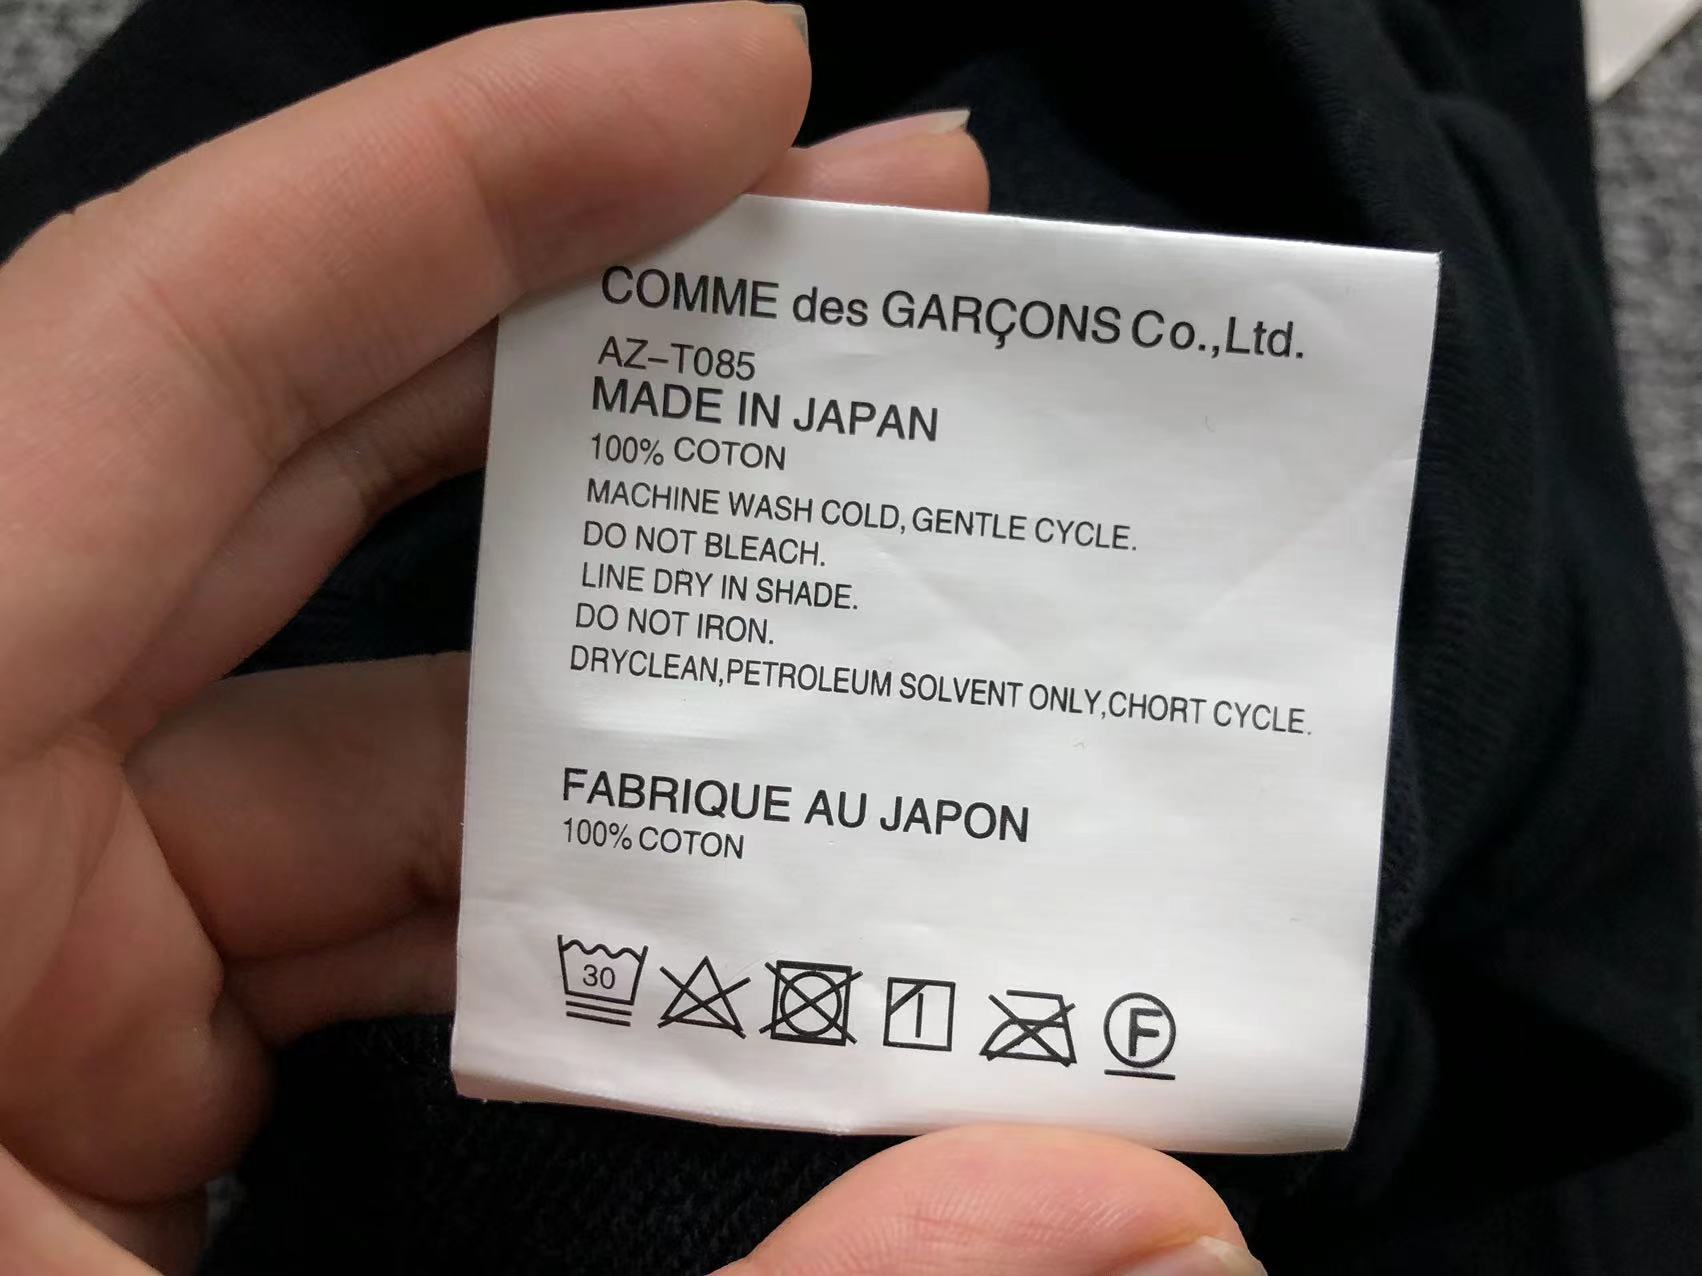 COMME des GARÇONS Co.,Ltd.
AZ-T085
MADE IN JAPAN
100% COTON
MACHINE WASH COLD, GENTLE CYCLE.
DO NOT BLEACH.
LINE DRY IN SHADE.
DO NOT IRON.
DRYCLEAN,PETROLEUM SOLVENT ONLY,CHORT CYCLE.
FABRIQUE AU JAPON
100% COTON
30 F